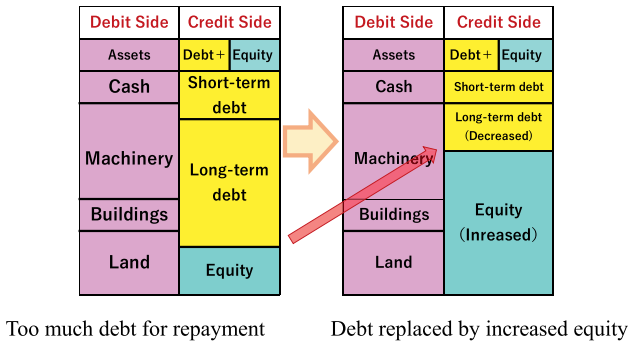 Debit Side Credit Side
Assets Debt + Equity
Cash Short-term
debt
Machinery Long-term
debt
Buildings
Land Equity
Too much debt for repayment
Debit Side Credit Side
Assets Debt + Equity
Cash Short-term debt
Long-term debt
(Decreased)
Machinery
Buildings Equity
(Inreased)
Land
Debt replaced by increased equity